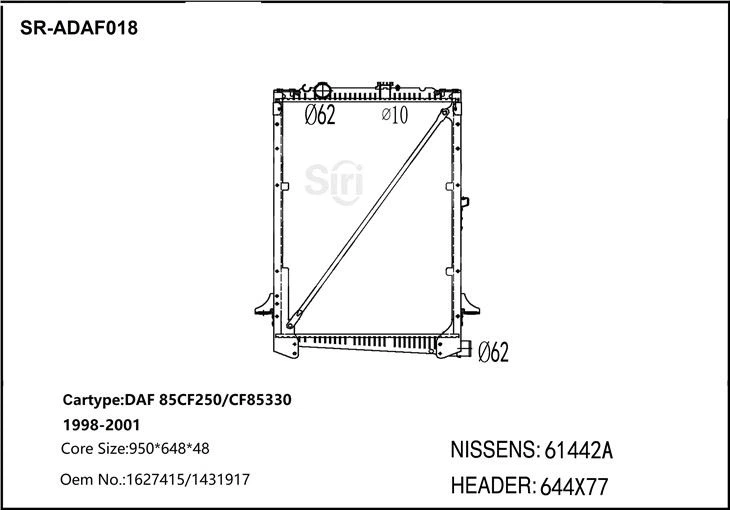 SR-ADAF018
Ø62
Ø10
Siri
Ø62
Cartype:DAF 85CF250/CF85330
1998-2001
Core Size:950*648*48
Oem No.:1627415/1431917
NISSENS: 61442A
HEADER: 644X77